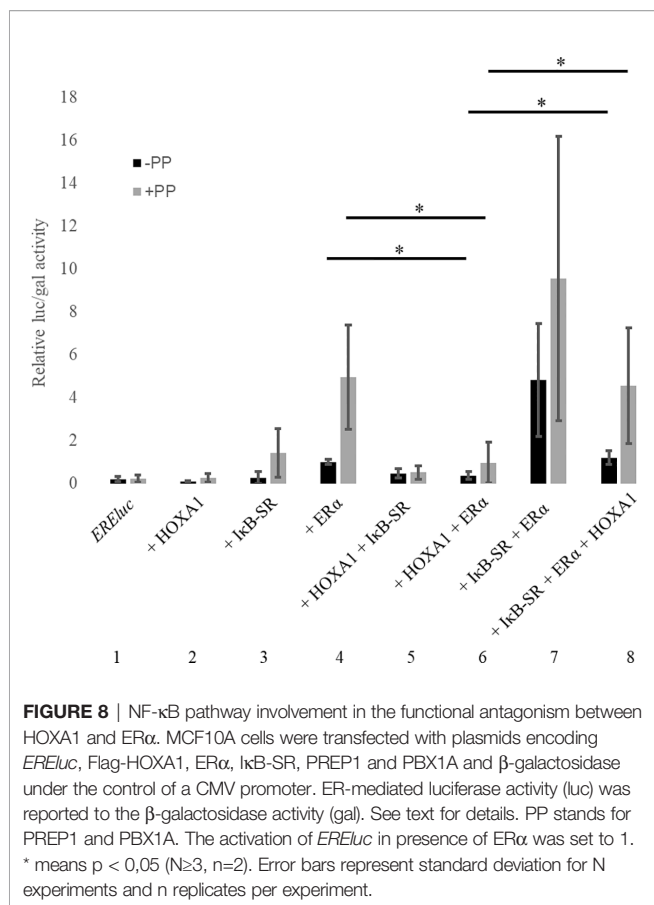 *
*
18
16
14
12
10
8
6
4
2
0
Relative luc/gal activity
-PP
+PP
*
*
EREluc
+ HOXA1
+ IκB-SR
+ ERα
+ HOXA1 + IκB-SR
+ HOXA1 + ERα
+ IκB-SR + ERα
+ IκB-SR + ERα + HOXA1
1 2 3 4 5 6 7 8
FIGURE 8 | NF-κB pathway involvement in the functional antagonism between
HOXA1 and ERα. MCF10A cells were transfected with plasmids encoding
EREluc, Flag-HOXA1, ERα, IκB-SR, PREP1 and PBX1A and β-galactosidase
under the control of a CMV promoter. ER-mediated luciferase activity (luc) was
reported to the β-galactosidase activity (gal). See text for details. PP stands for
PREP1 and PBX1A. The activation of EREluc in presence of ERα was set to 1.
* means p < 0,05 (N≥3, n=2). Error bars represent standard deviation for N
experiments and n replicates per experiment.